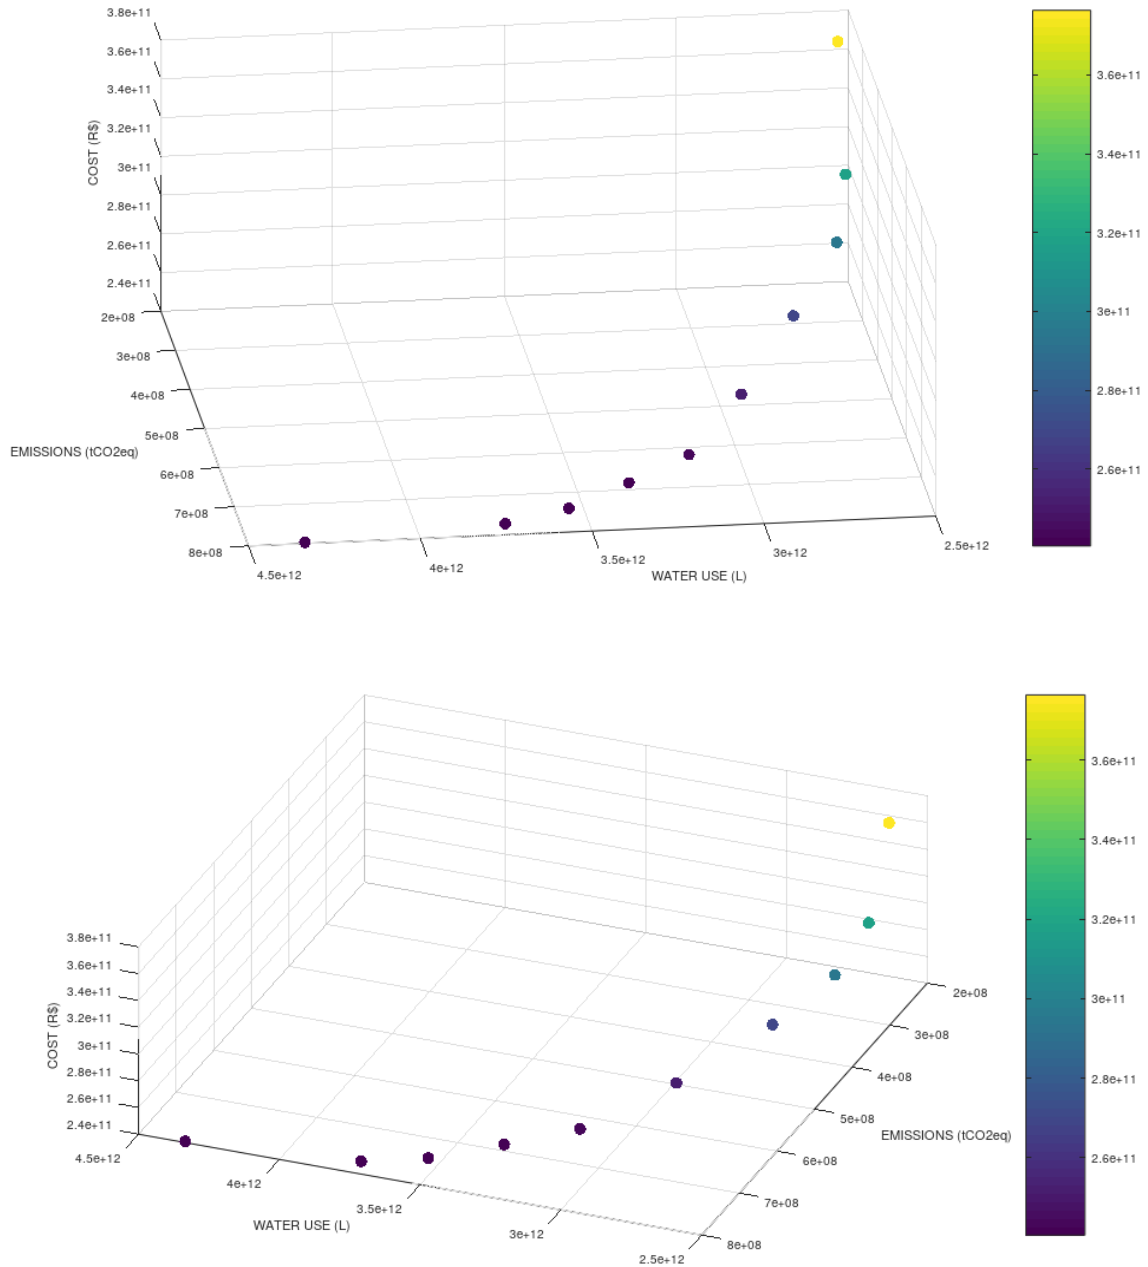 3.8e+11
3.6e+11
3.4e+11
3.2e+11
3e+11
2.8e+11
2.6e+11
2.4e+11
COST (R$)
2e+08
3e+08
4e+08
5e+08
6e+08
7e+08
8e+08
EMISSIONS (tCO2eq)
4.5e+12
4e+12
3.5e+12
3e+12
2.5e+12
WATER USE (L)
3.6e+11
3.4e+11
3.2e+11
3e+11
2.8e+11
2.6e+11
3.8e+11
3.6e+11
3.4e+11
3.2e+11
3e+11
2.8e+11
2.6e+11
2.4e+11
COST (R$)
4.5e+12
4e+12
3.5e+12
3e+12
2.5e+12
WATER USE (L)
2e+08
3e+08
4e+08
5e+08
6e+08
7e+08
8e+08
EMISSIONS (tCO2eq)
3.6e+11
3.4e+11
3.2e+11
3e+11
2.8e+11
2.6e+11